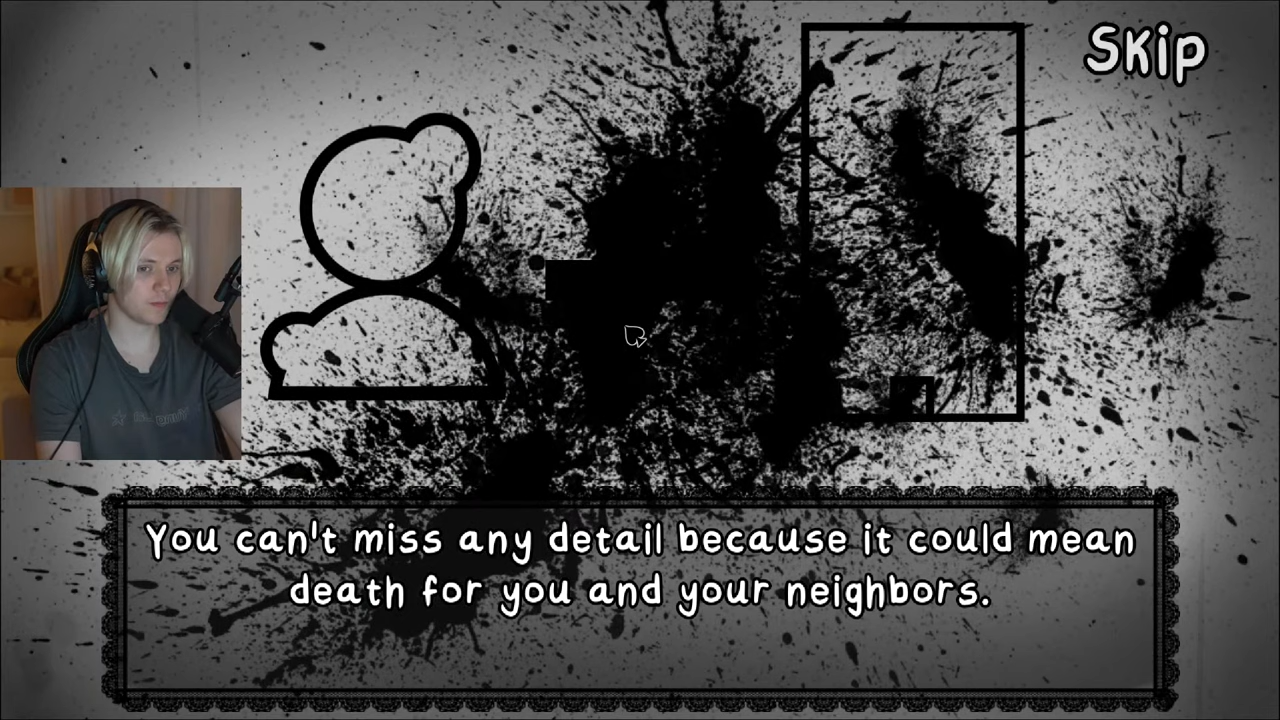 Skip
You can't miss any detail because it could mean
death for you and your neighbors.